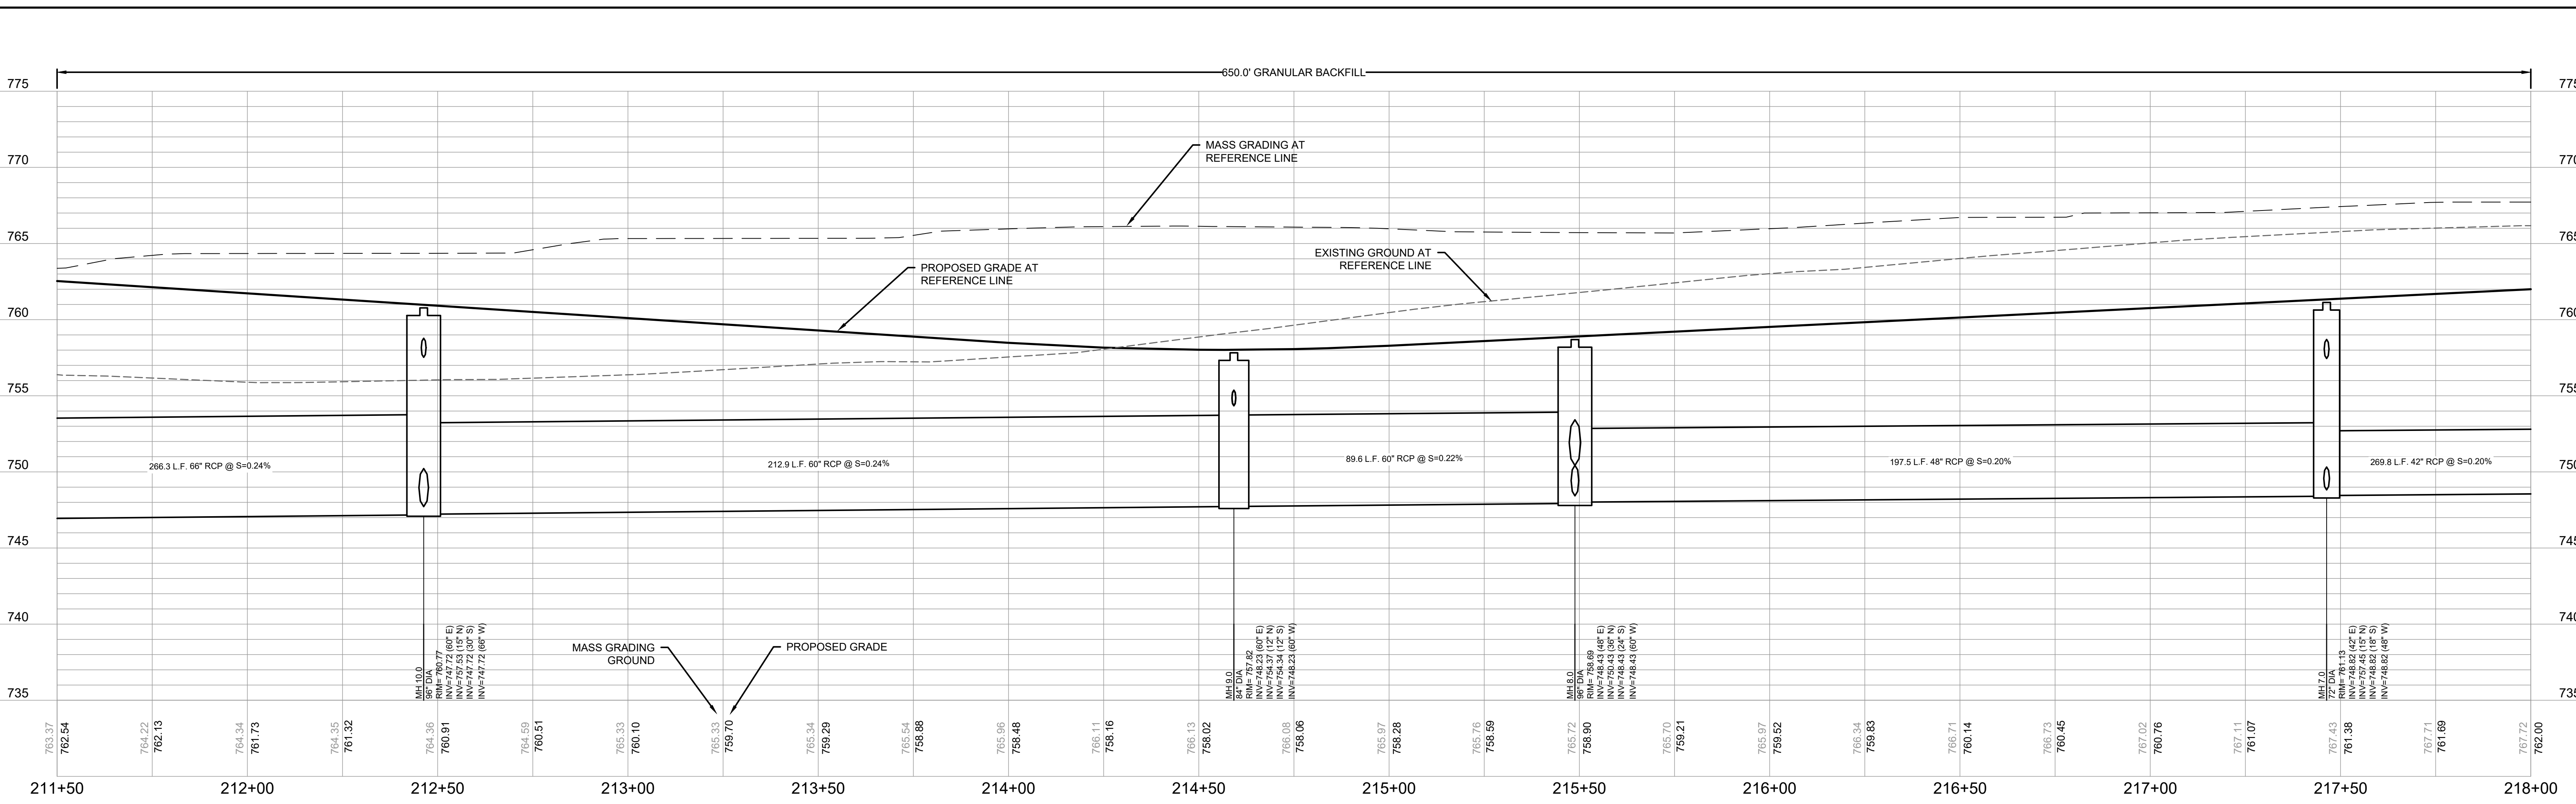 650.0' GRANULAR BACKFILL
775
775
770
770
765
765
760
760
755
755
750
750
745
745
740
740
735
735
MASS GRADING AT
REFERENCE LINE
EXISTING GROUND AT
REFERENCE LINE
PROPOSED GRADE AT
REFERENCE LINE
266.3 L.F. 66" RCP @ S=0.24%
212.9 L.F. 60" RCP @ S=0.24%
89.6 L.F. 60" RCP @ S=0.22%
197.5 L.F. 48" RCP @ S=0.20%
269.8 L.F. 42" RCP @ S=0.20%
MASS GRADING
GROUND
PROPOSED GRADE
MH 10.0
96" DIA
RIM= 760.77
INV=747.72 (60" E)
INV=757.53 (15" N)
INV=747.72 (30" S)
INV=747.72 (66" W)
MH 9.0
84" DIA
RIM= 757.82
INV=748.23 (60" E)
INV=754.37 (12" N)
INV=754.34 (12" S)
INV=748.23 (60" W)
MH 8.0
96" DIA
RIM= 758.69
INV=748.43 (48" E)
INV=750.43 (36" N)
INV=748.43 (24" S)
INV=748.43 (60" W)
MH 7.0
72" DIA
RIM= 761.13
INV=748.82 (42" E)
INV=757.45 (15" N)
INV=748.82 (18" S)
INV=748.82 (48" W)
763.37
762.54
764.22
762.13
764.34
761.73
764.35
761.32
764.36
760.91
764.59
760.51
765.33
760.10
765.33
759.70
765.34
759.29
765.54
758.88
765.96
758.48
766.11
758.16
766.13
758.02
766.08
758.06
765.97
758.28
765.76
758.59
765.72
758.90
765.70
759.21
765.97
759.52
766.34
759.83
766.71
760.14
766.73
760.45
767.02
760.76
767.11
761.07
767.43
761.38
767.71
761.69
767.72
762.00
211+50
212+00
212+50
213+00
213+50
214+00
214+50
215+00
215+50
216+00
216+50
217+00
217+50
218+00